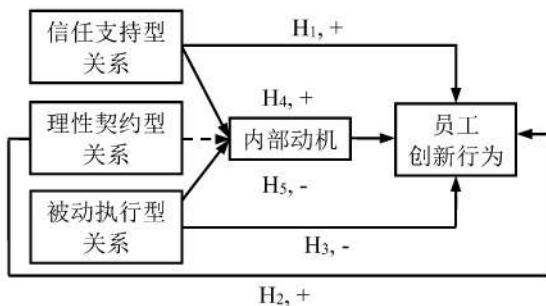 信任支持型
关系
H1, +
理性契约型
关系
H4, +
内部动机
员工
创新行为
H5, -
被动执行型
关系
H3, -
H2, +